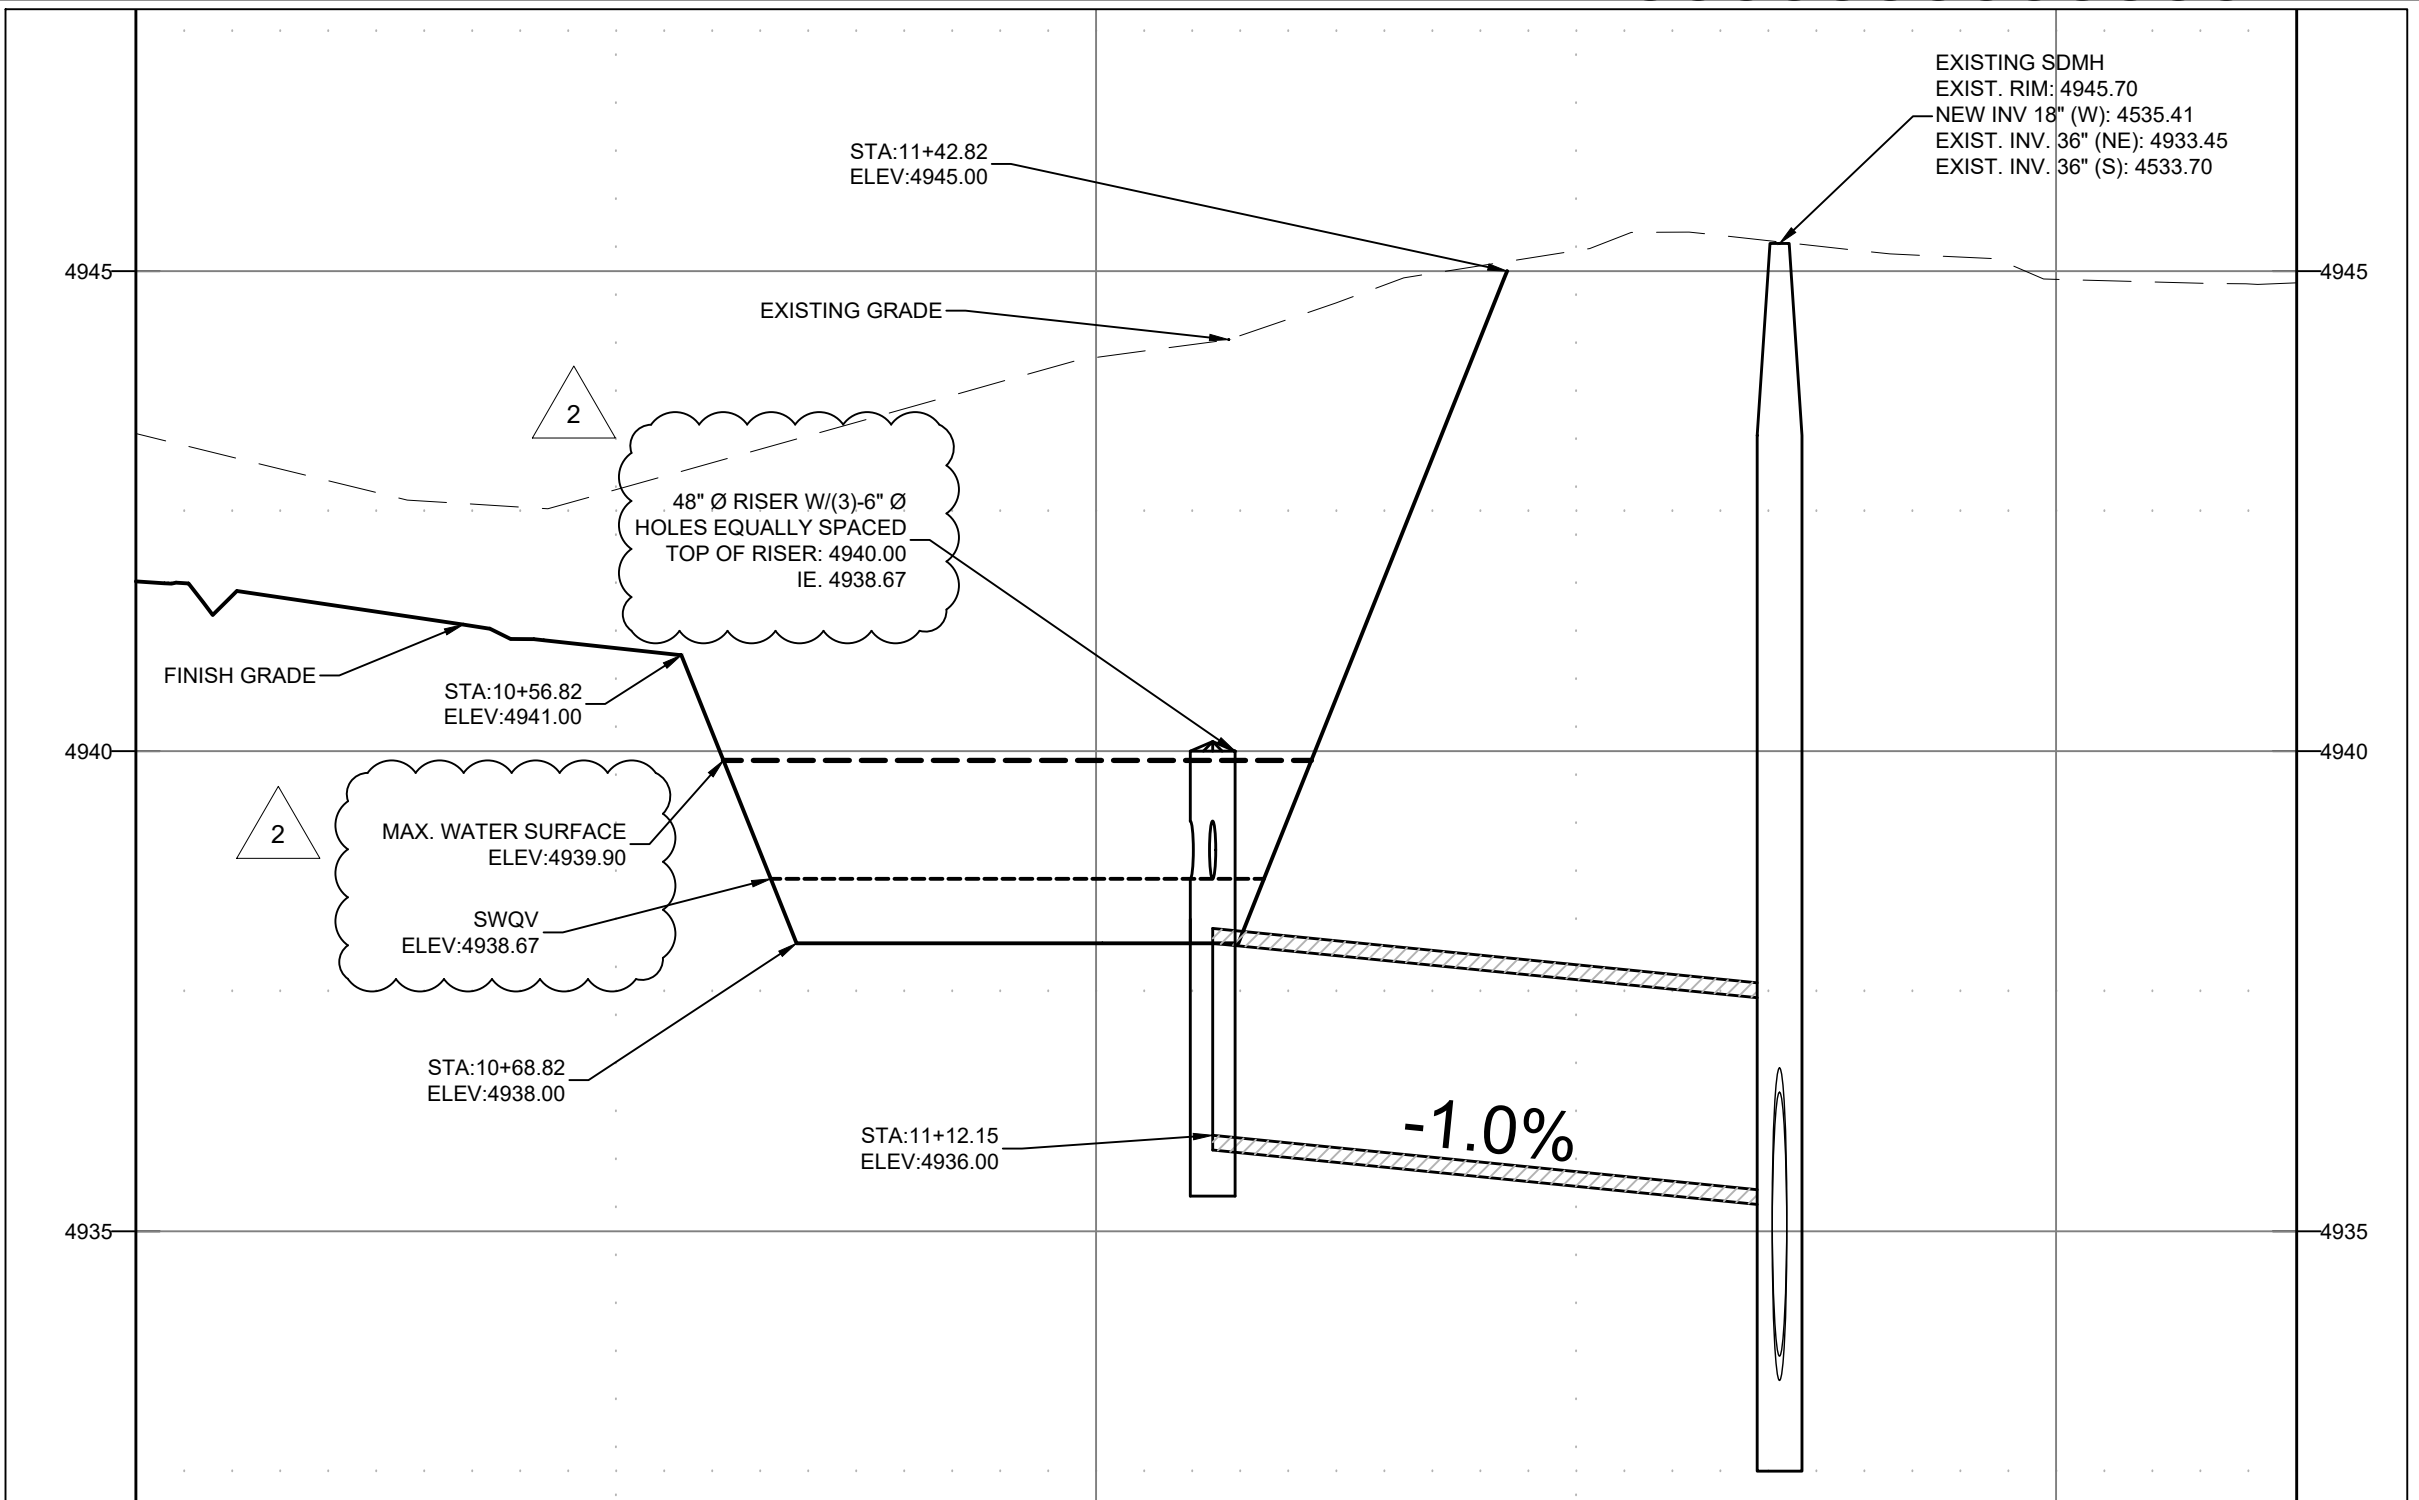 EXISTING SDMH
EXIST. RIM: 4945.70
NEW INV 18" (W): 4535.41
EXIST. INV. 36" (NE): 4933.45
EXIST. INV. 36" (S): 4533.70
STA:11+42.82
ELEV:4945.00
4945
4945
EXISTING GRADE
2
48" Ø RISER W/(3)-6" Ø
HOLES EQUALLY SPACED
TOP OF RISER: 4940.00
IE. 4938.67
FINISH GRADE
STA:10+56.82
ELEV:4941.00
4940
4940
2
MAX. WATER SURFACE
ELEV:4939.90
SWQV
ELEV:4938.67
STA:10+68.82
ELEV:4938.00
STA:11+12.15
ELEV:4936.00
-1.0%
4935
4935